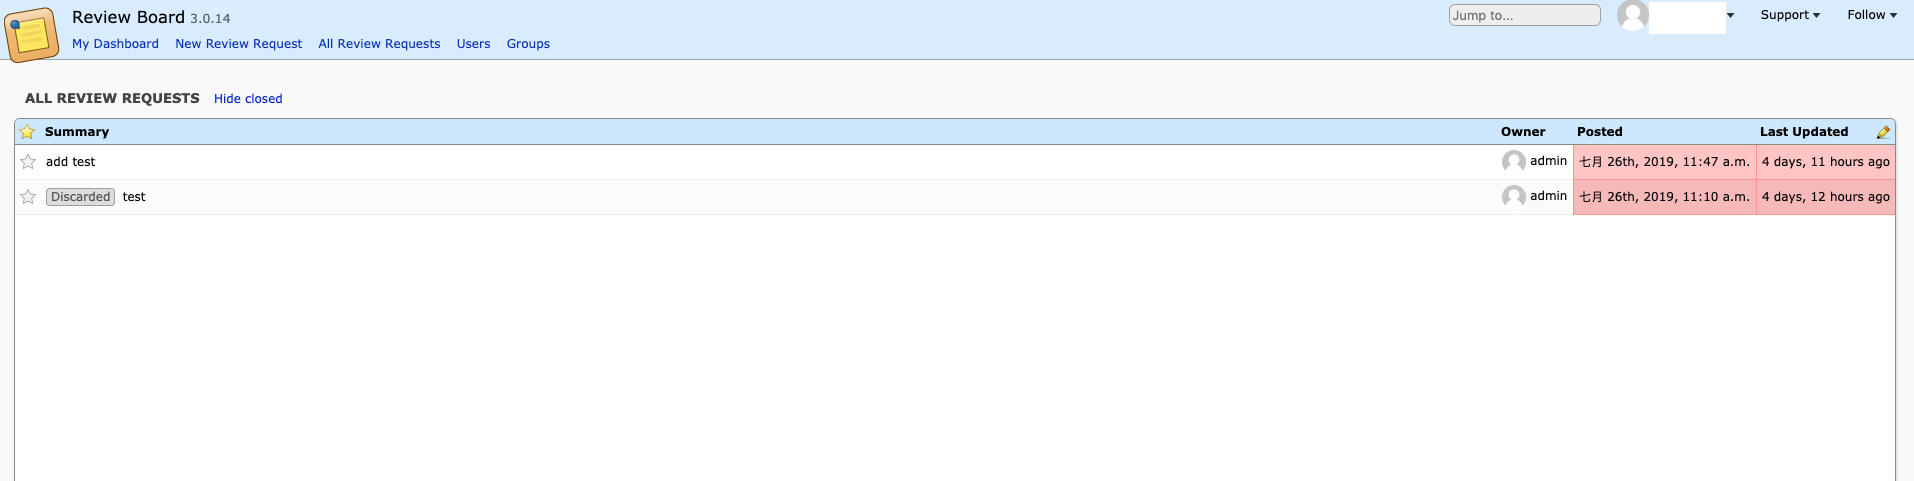 Review Board 3.0.14
Jump to...
Support
Follow
My Dashboard New Review Request All Review Requests Users Groups
ALL REVIEW REQUESTS Hide closed
Summary Owner Posted Last Updated
add test admin 七月 26th, 2019, 11:47 a.m. 4 days, 11 hours ago
Discarded test admin 七月 26th, 2019, 11:10 a.m. 4 days, 12 hours ago